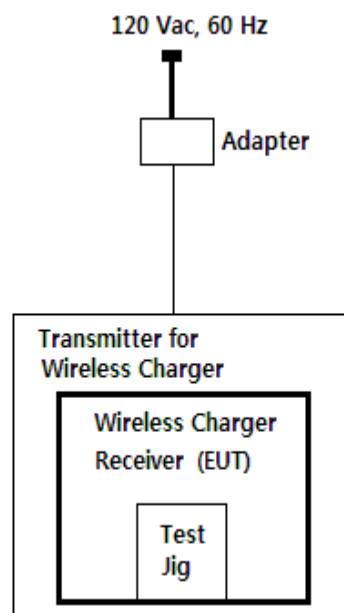 120 Vac, 60 Hz
Adapter
Transmitter for
Wireless Charger
Wireless Charger
Receiver (EUT)
Test
Jig